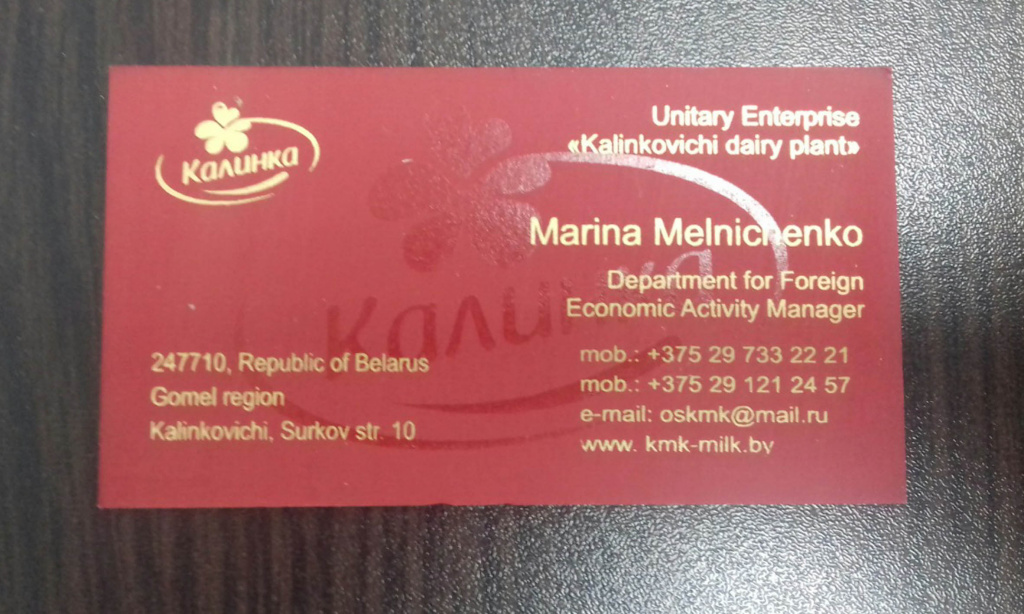 Калинка
Unitary Enterprise
«Kalinkovichi dairy plant»
Marina Melnichenko
Department for Foreign
Economic Activity Manager
Калинка
247710, Republic of Belarus
Gomel region
Kalinkovichi, Surkov str. 10
mob.: +375 29 733 22 21
mob.: +375 29 121 24 57
e-mail: oskmk@mail.ru
www. kmk-milk.by